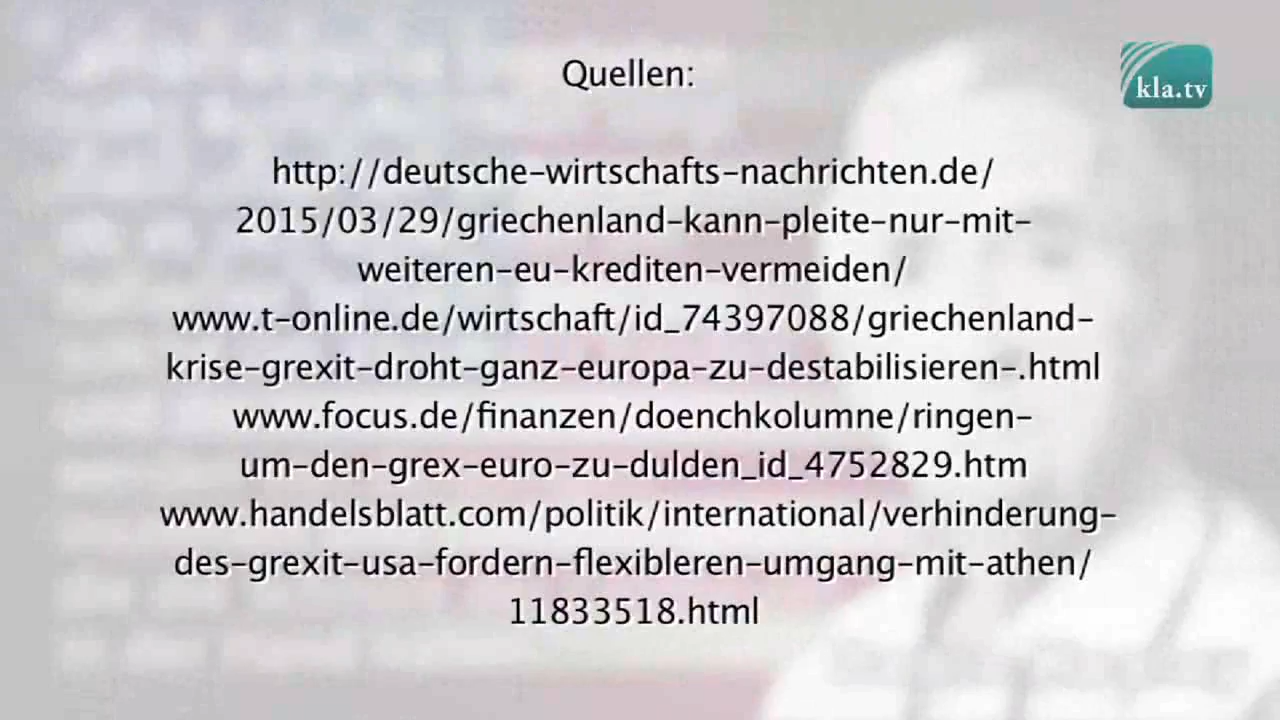 Quellen:
kla.tv
http://deutsche-wirtschafts-nachrichten.de/
2015/03/29/griechenland-kann-pleite-nur-mit-
weiteren-eu-krediten-vermeiden/
www.t-online.de/wirtschaft/id_74397088/griechenland-
krise-grexit-droht-ganz-europa-zu-destabilisieren-.html
www.focus.de/finanzen/doenchkolumne/ringen-
um-den-grex-euro-zu-dulden_id_4752829.htm
www.handelsblatt.com/politik/international/verhinderung-
des-grexit-usa-fordern-flexibleren-umgang-mit-athen/
11833518.html